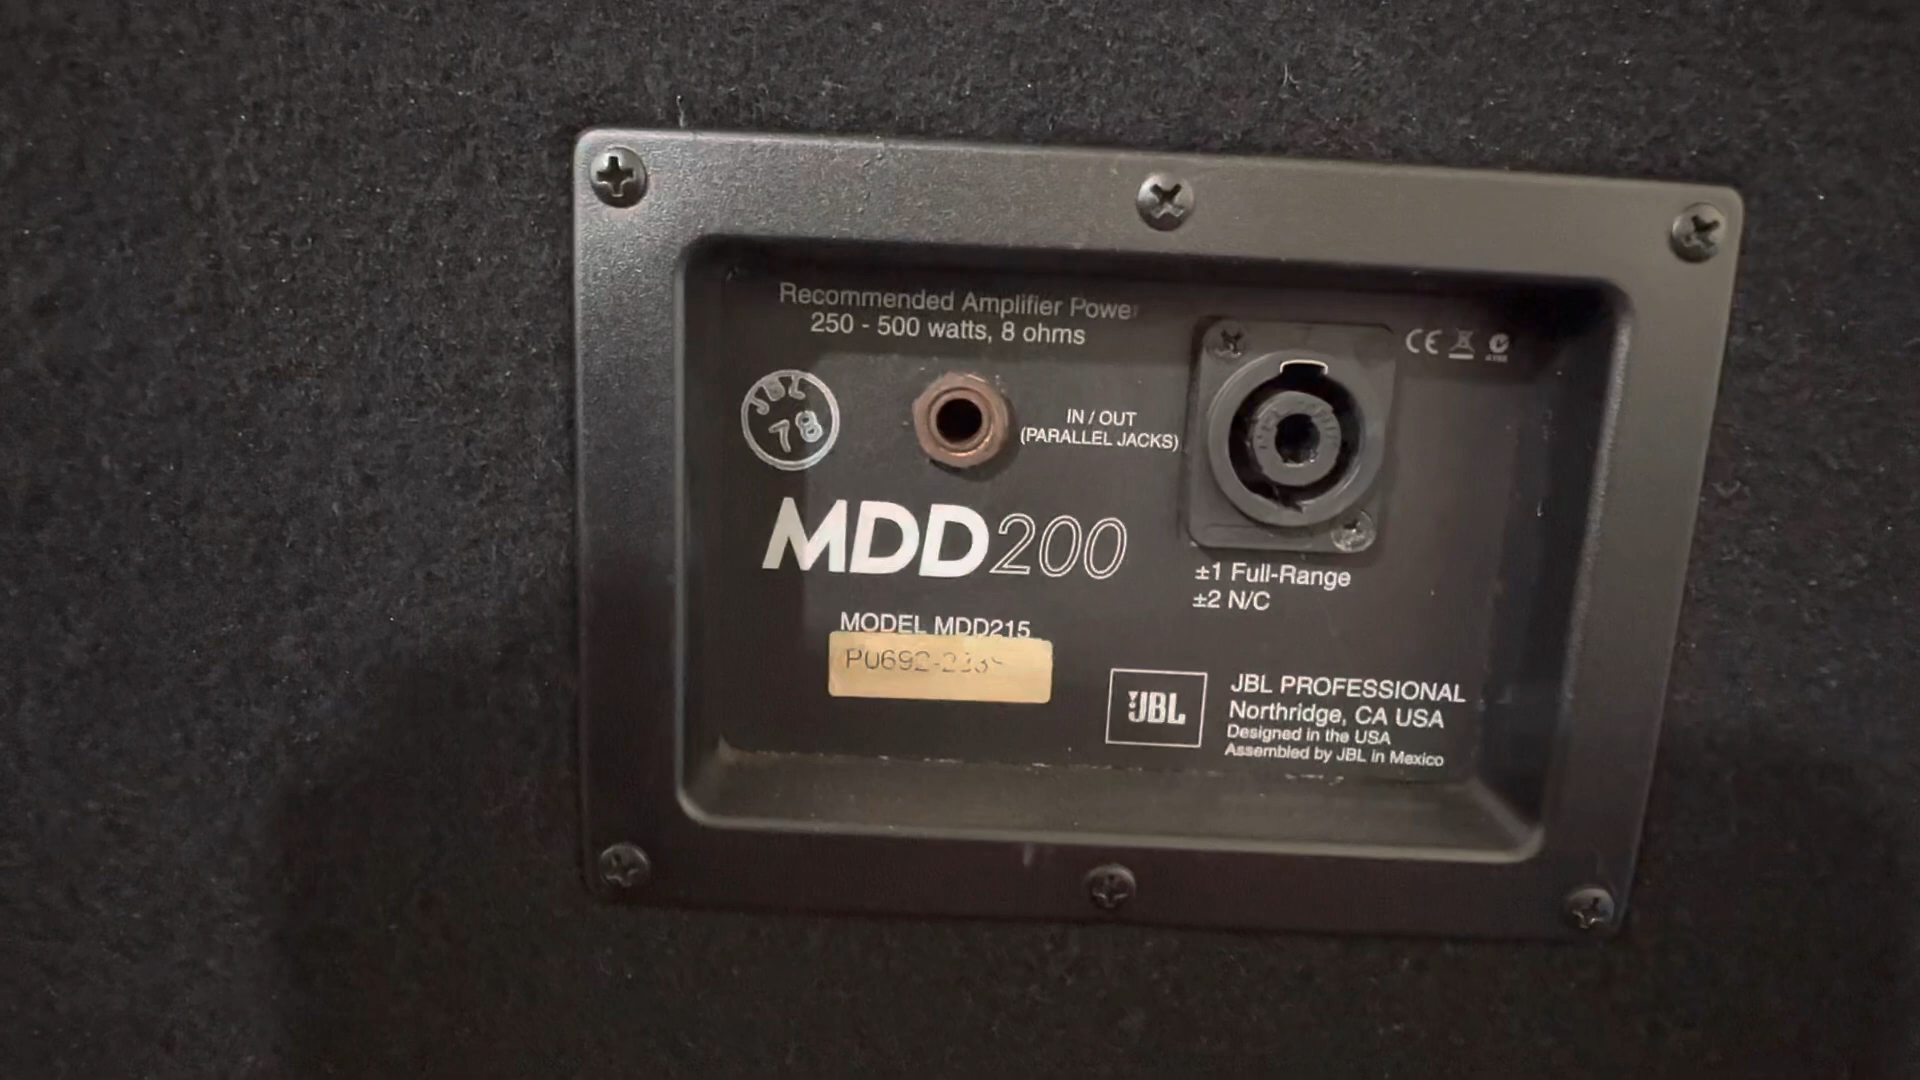 Recommended Amplifier Power
250 - 500 watts, 8 ohms
JBL
78
IN / OUT
(PARALLEL JACKS)
CE
MDD200
±1 Full-Range
±2 N/C
MODEL MDD215
JBL
JBL PROFESSIONAL
Northridge, CA USA
Designed in the USA
Assembled by JBL in Mexico